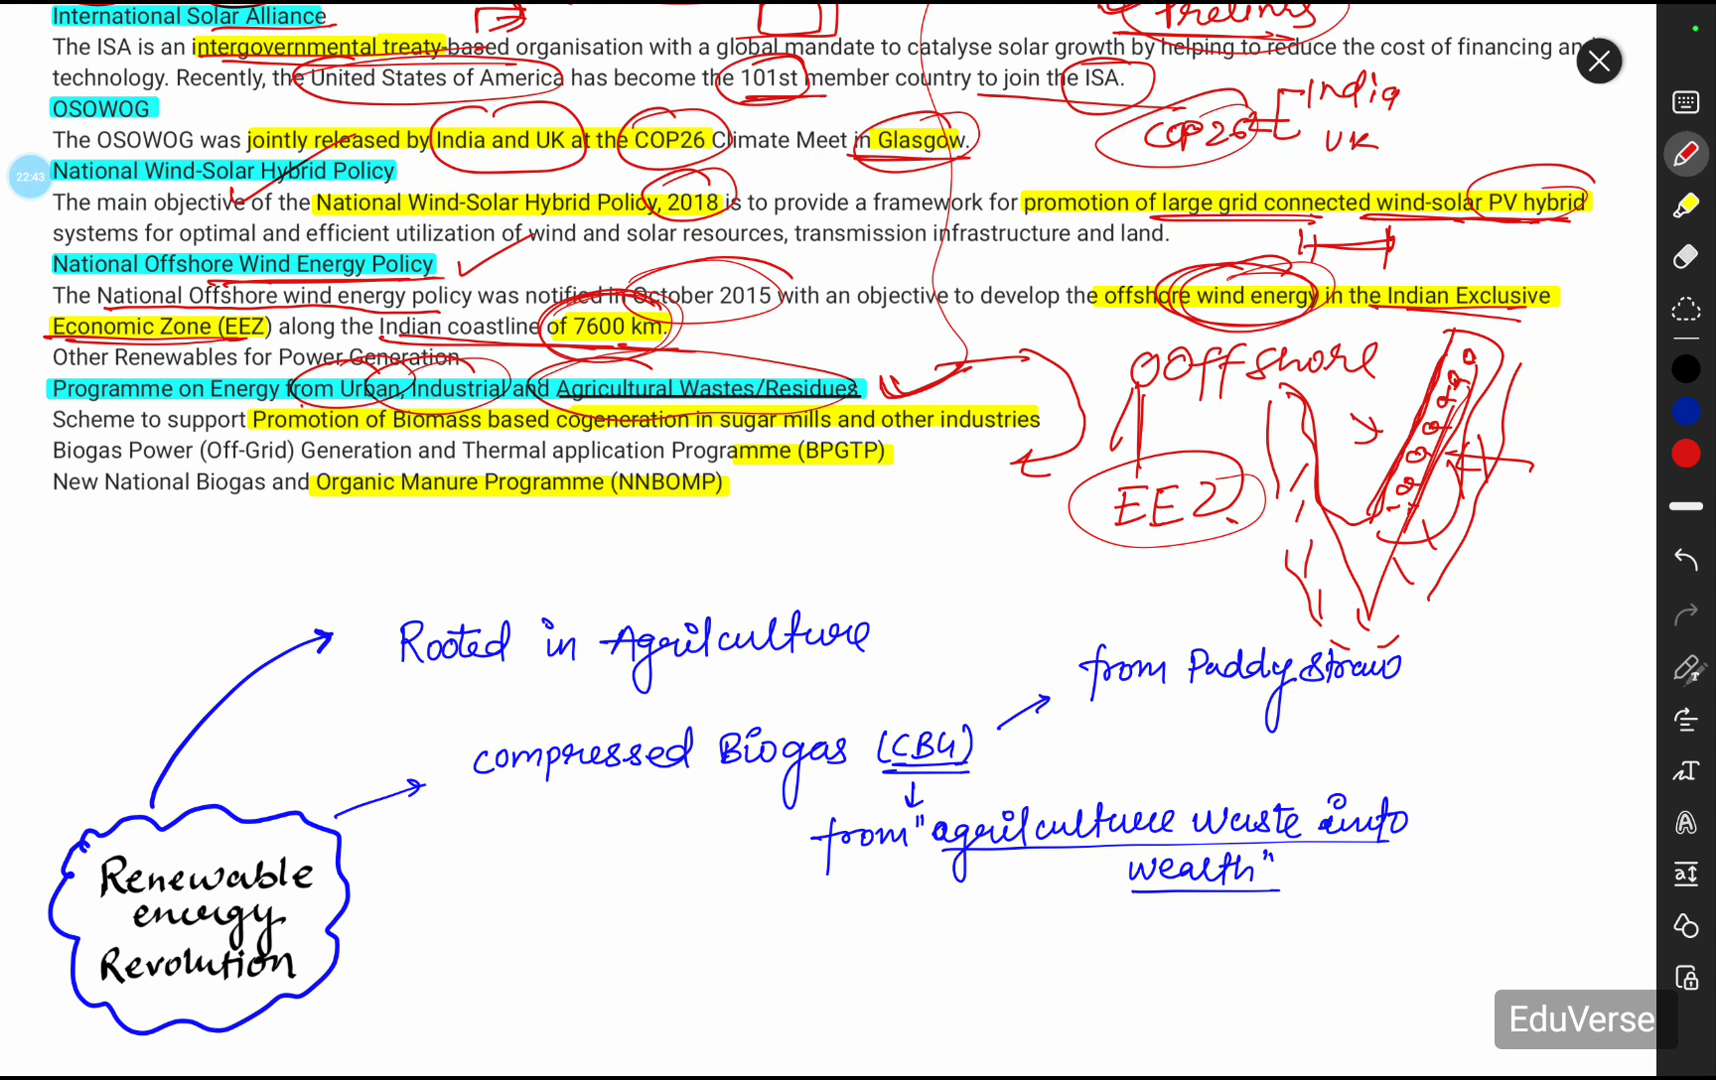 International Solar Alliance
Prelims
The ISA is an intergovernmental treaty-based organisation with a global mandate to catalyse solar growth by helping to reduce the cost of financing and
technology. Recently, the United States of America has become the 101st member country to join the ISA.
OSOWOG
India
COP26
UK
The OSOWOG was jointly released by India and UK at the COP26 Climate Meet in Glasgow.
22:43
National Wind-Solar Hybrid Policy
The main objective of the National Wind-Solar Hybrid Policy, 2018 is to provide a framework for promotion of large grid connected wind-solar PV hybrid
systems for optimal and efficient utilization of wind and solar resources, transmission infrastructure and land.
National Offshore Wind Energy Policy
The National Offshore wind energy policy was notified in October 2015 with an objective to develop the offshore wind energy in the Indian Exclusive
Economic Zone (EEZ) along the Indian coastline of 7600 km.
Other Renewables for Power Generation
Offshore
Programme on Energy from Urban, Industrial and Agricultural Wastes/Residues
Scheme to support Promotion of Biomass based cogeneration in sugar mills and other industries
Biogas Power (Off-Grid) Generation and Thermal application Programme (BPGTP)
New National Biogas and Organic Manure Programme (NNBOMP)
EEZ
Rooted in Agriculture
from Paddy straw
compressed Biogas (CBG)
from "agriculture waste into
wealth"
Renewable
energy
Revolution
EduVerse